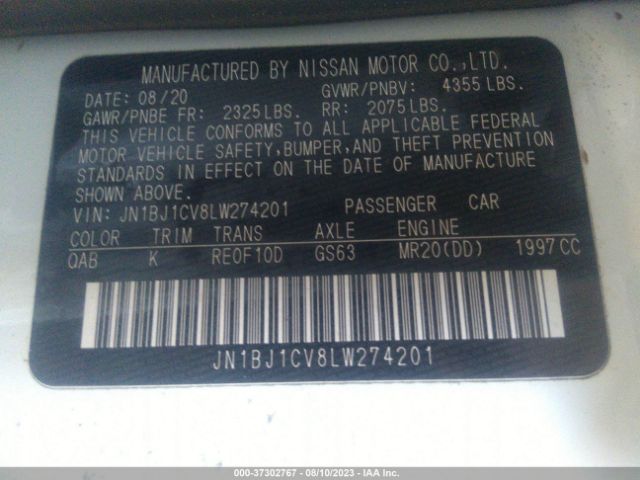 MANUFACTURED BY NISSAN MOTOR CO.,LTD.
DATE: 08/20 GVWR/PNBV: 4355 LBS.
GAWR/PNBE FR: 2325 LBS. RR: 2075 LBS.
THIS VEHICLE CONFORMS TO ALL APPLICABLE FEDERAL
MOTOR VEHICLE SAFETY,BUMPER,AND THEFT PREVENTION
STANDARDS IN EFFECT ON THE DATE OF MANUFACTURE
SHOWN ABOVE.
VIN: JN1BJ1CV8LW274201 PASSENGER CAR
COLOR TRIM TRANS AXLE ENGINE
QAB K RE0F10D GS63 MR20(DD) 1997 CC
JN1BJ1CV8LW274201
000-37302767 - 08/10/2023 - IAA Inc.